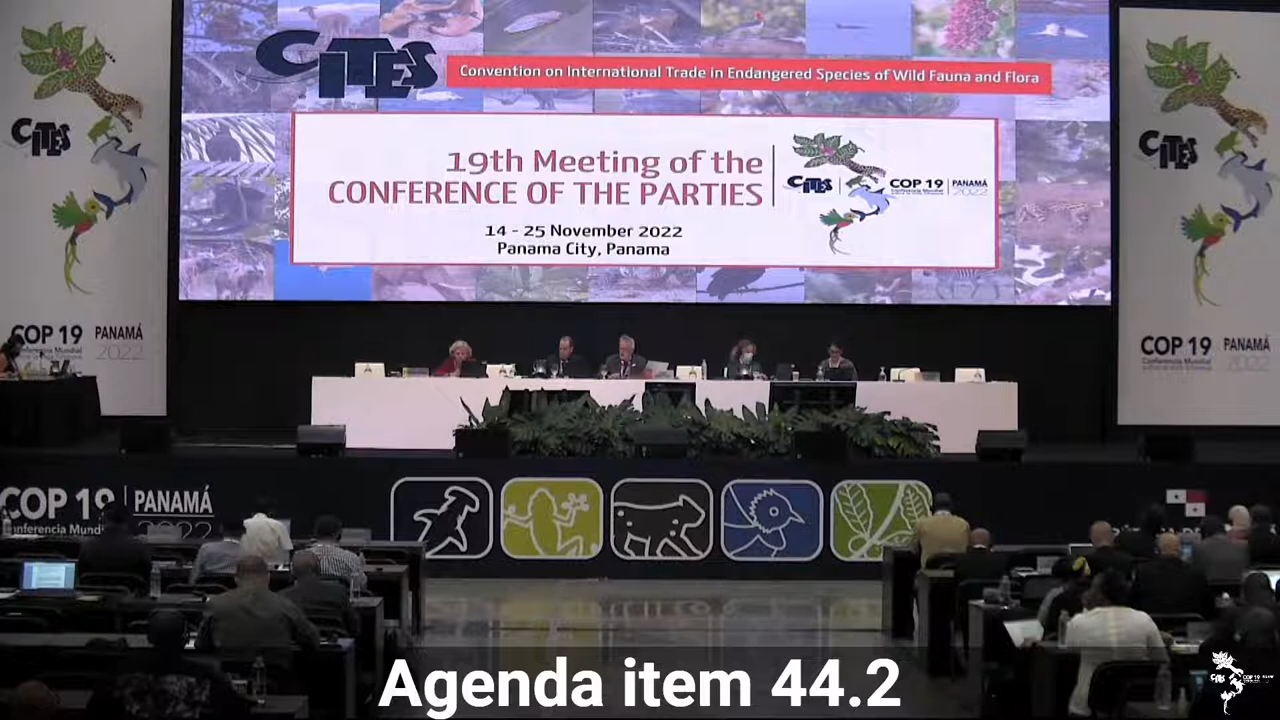 CITES
Convention on International Trade in Endangered Species of Wild Fauna and Flora
19th Meeting of the
CONFERENCE OF THE PARTIES
14 - 25 November 2022
Panama City, Panama
CITES
COP 19 | PANAMÁ
Conferencia Mundial 2022
CITES
COP 19 PANAMÁ
Conferencia Mundial 2022
CITES
COP 19 PANAMÁ
Conferencia Mundial 2022
COP 19 | PANAMÁ
Conferencia Mundi 2022
Agenda item 44.2